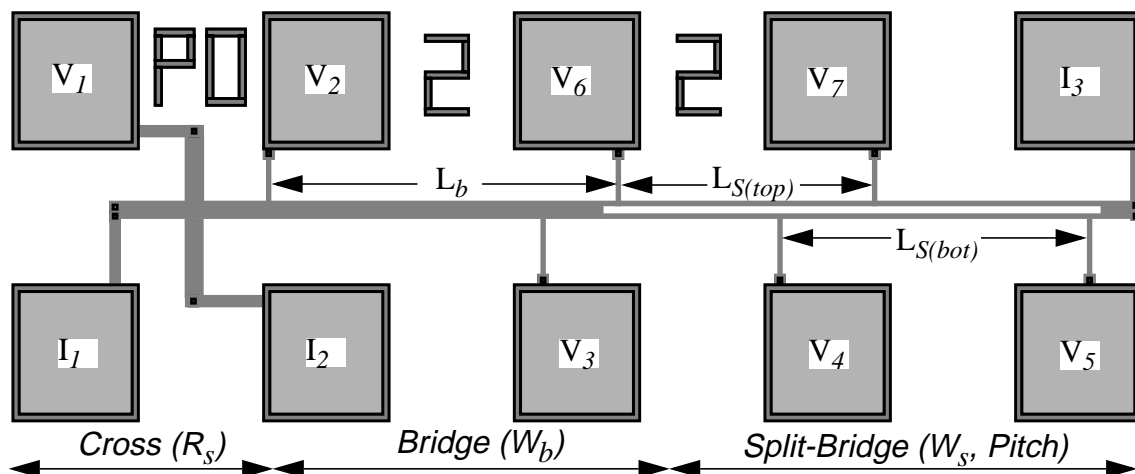 V1 P0 V2 2 V6 2 V7 I3
Lb LS(top)
LS(bot)
I1 I2 V3 V4 V5
Cross (Rs) Bridge (Wb) Split-Bridge (Ws, Pitch)